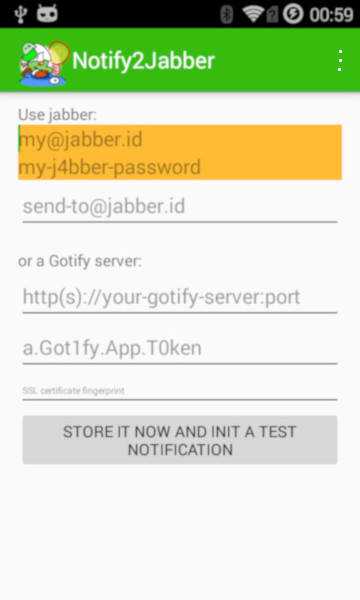 00:59
Notify2Jabber
Use jabber:
my@jabber.id
my-j4bber-password
send-to@jabber.id
or a Gotify server:
http(s)://your-gotify-server:port
a.Got1fy.App.T0ken
SSL certificate fingerprint
STORE IT NOW AND INIT A TEST
NOTIFICATION